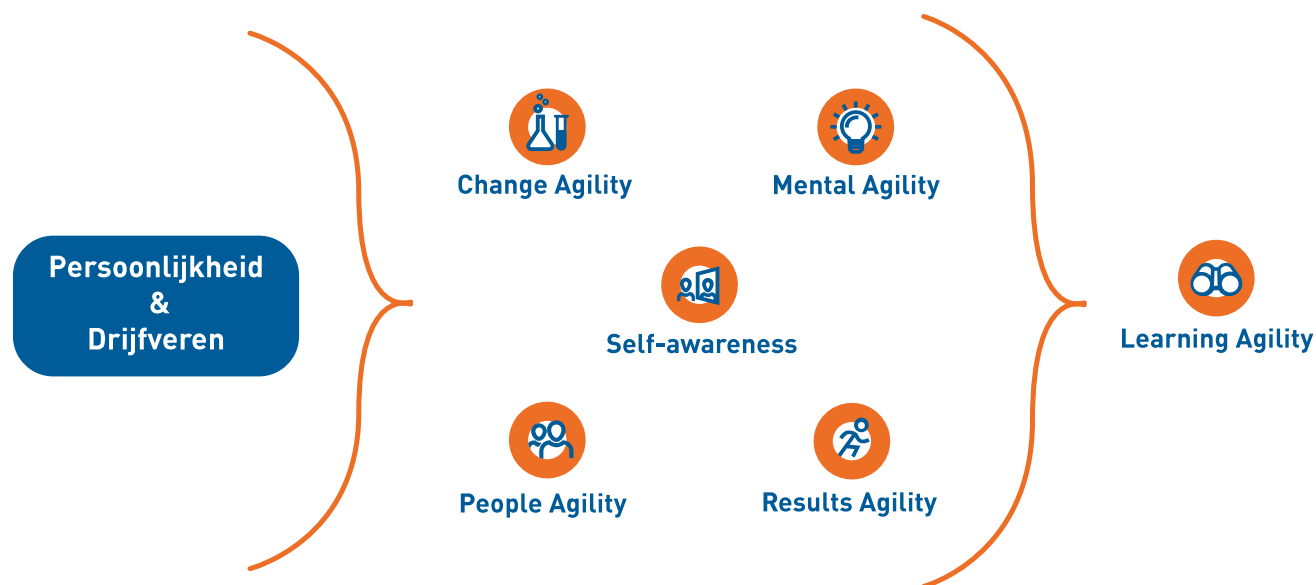 Persoonlijkheid
&
Drijfveren
Change Agility
Mental Agility
Self-awareness
People Agility
Results Agility
Learning Agility